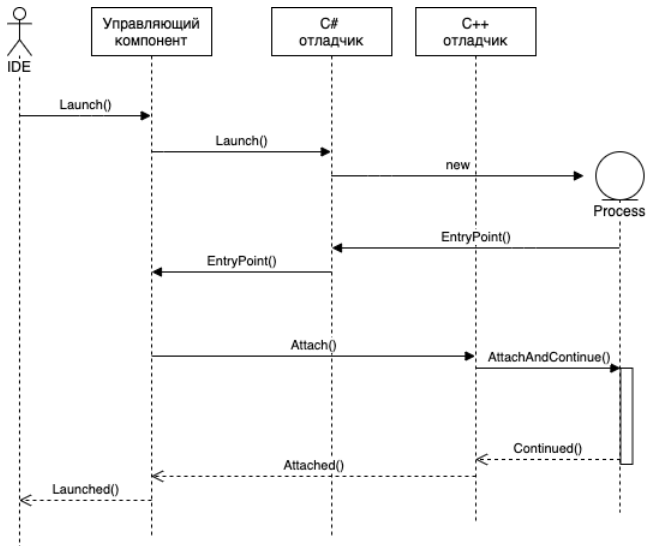 Управляющий
компонент
C#
отладчик
C++
отладчик
IDE
Launch()
Launch()
new
Process
EntryPoint()
EntryPoint()
Attach()
AttachAndContinue()
Continued()
Attached()
Launched()